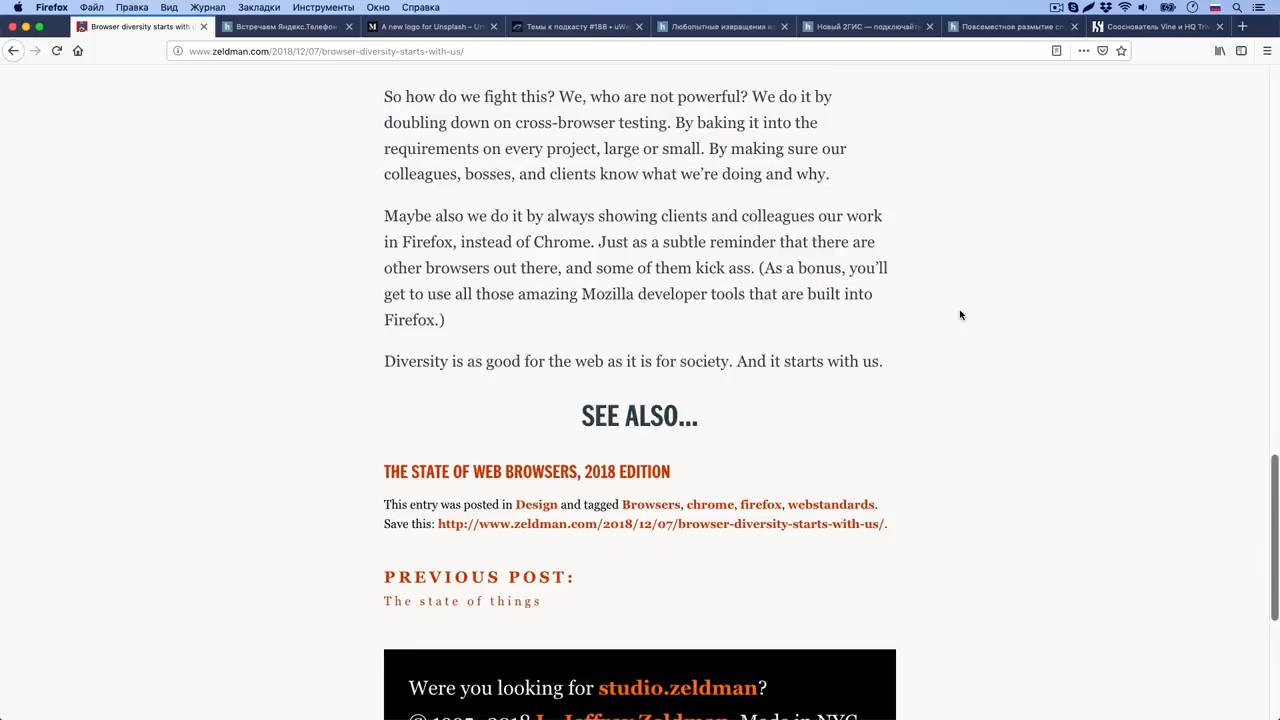 Firefox Файл Правка Вид Журнал Закладки Инструменты Окно Справка
Browser diversity starts with u
Встречаем Яндекс.Телефон
A new logo for Unsplash – Un
Темы к подкасту #188 • uWe
Любопытные извращения из
Новый 2ГИС — подключайт
Повсеместное размытие сл
Сооснователь Vine и HQ Triv
www.zeldman.com/2018/12/07/browser-diversity-starts-with-us/
So how do we fight this? We, who are not powerful? We do it by
doubling down on cross-browser testing. By baking it into the
requirements on every project, large or small. By making sure our
colleagues, bosses, and clients know what we’re doing and why.
Maybe also we do it by always showing clients and colleagues our work
in Firefox, instead of Chrome. Just as a subtle reminder that there are
other browsers out there, and some of them kick ass. (As a bonus, you’ll
get to use all those amazing Mozilla developer tools that are built into
Firefox.)
Diversity is as good for the web as it is for society. And it starts with us.
SEE ALSO…
THE STATE OF WEB BROWSERS, 2018 EDITION
This entry was posted in Design and tagged Browsers, chrome, firefox, webstandards.
Save this: http://www.zeldman.com/2018/12/07/browser-diversity-starts-with-us/.
PREVIOUS POST:
The state of things
Were you looking for studio.zeldman?
© 1995–2018 L. Jeffrey Zeldman. Made in NYC